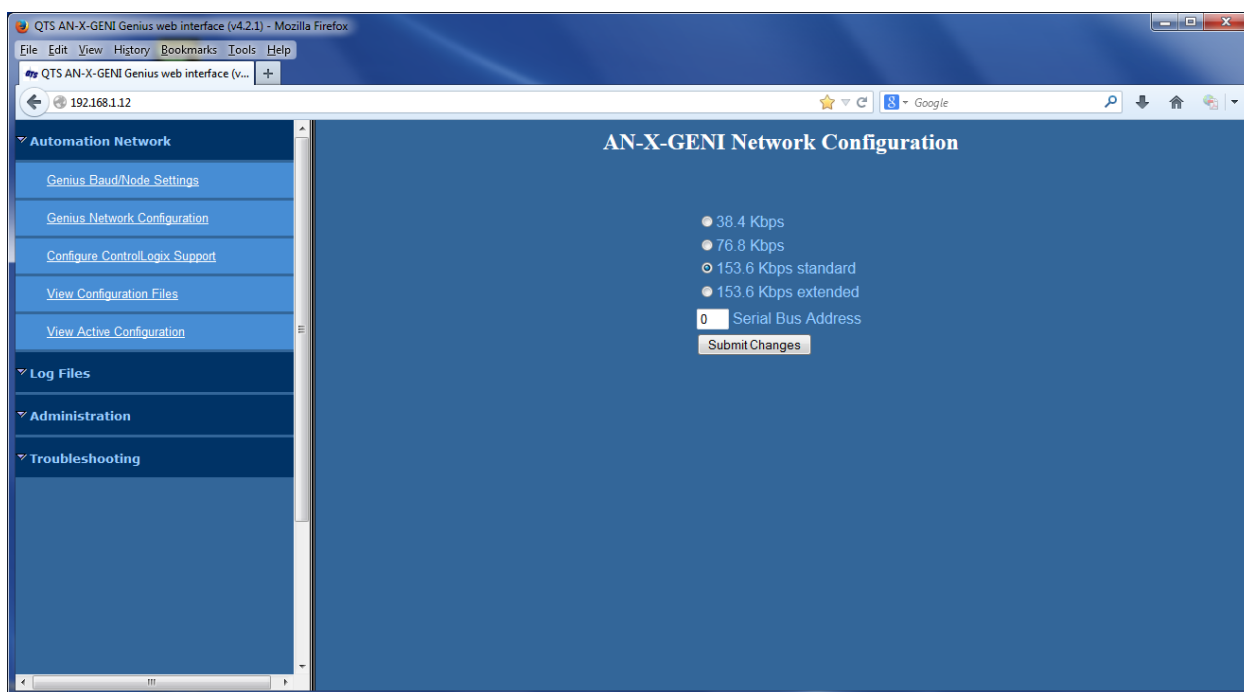 QTS AN-X-GENI Genius web interface (v4.2.1) - Mozilla Firefox
File Edit View History Bookmarks Tools Help
QTS AN-X-GENI Genius web interface (v... +
192.168.1.12
8 Google
Automation Network
Genius Baud/Node Settings
Genius Network Configuration
Configure ControlLogix Support
View Configuration Files
View Active Configuration
Log Files
Administration
Troubleshooting
AN-X-GENI Network Configuration
38.4 Kbps
76.8 Kbps
153.6 Kbps standard
153.6 Kbps extended
0 Serial Bus Address
Submit Changes